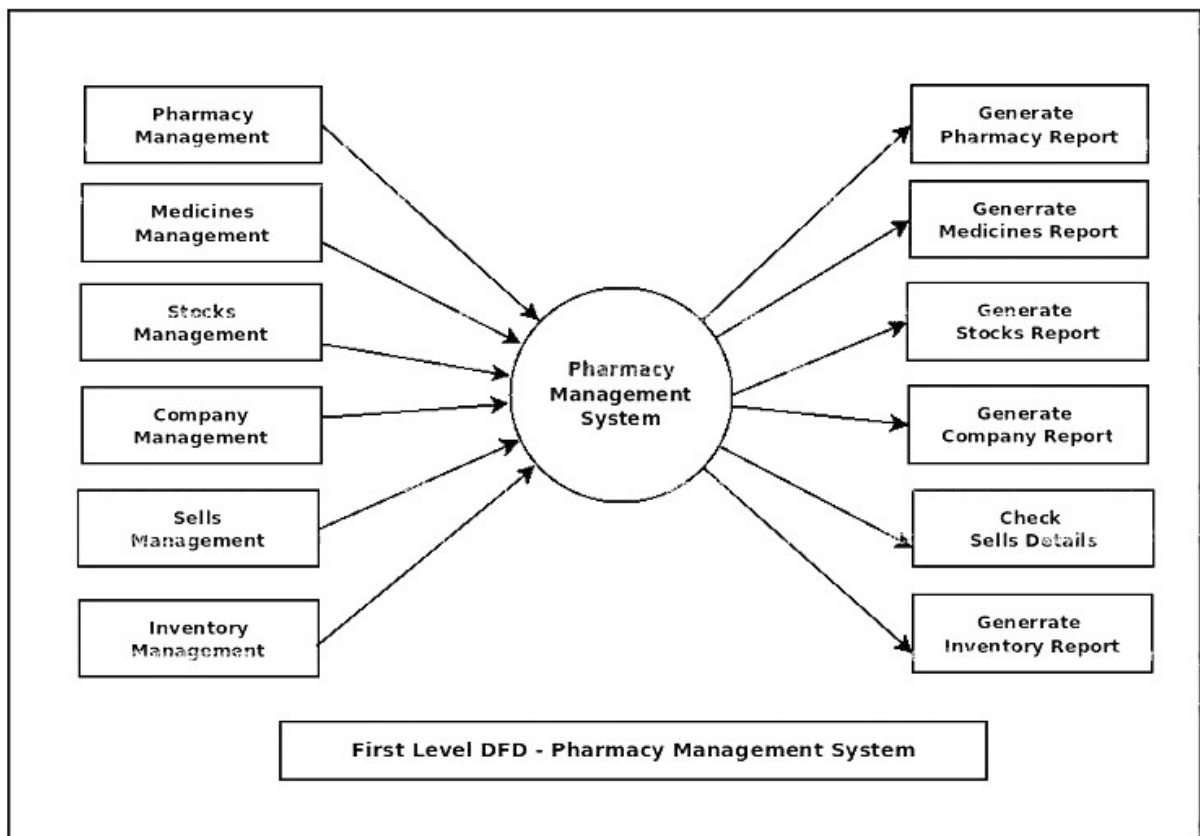 Pharmacy
Management
Medicines
Management
Stocks
Management
Company
Management
Sells
Management
Inventory
Management
Pharmacy
Management
System
Generate
Pharmacy Report
Generrate
Medicines Report
Generate
Stocks Report
Generate
Company Report
Check
Sells Details
Generrate
Inventory Report
First Level DFD - Pharmacy Management System